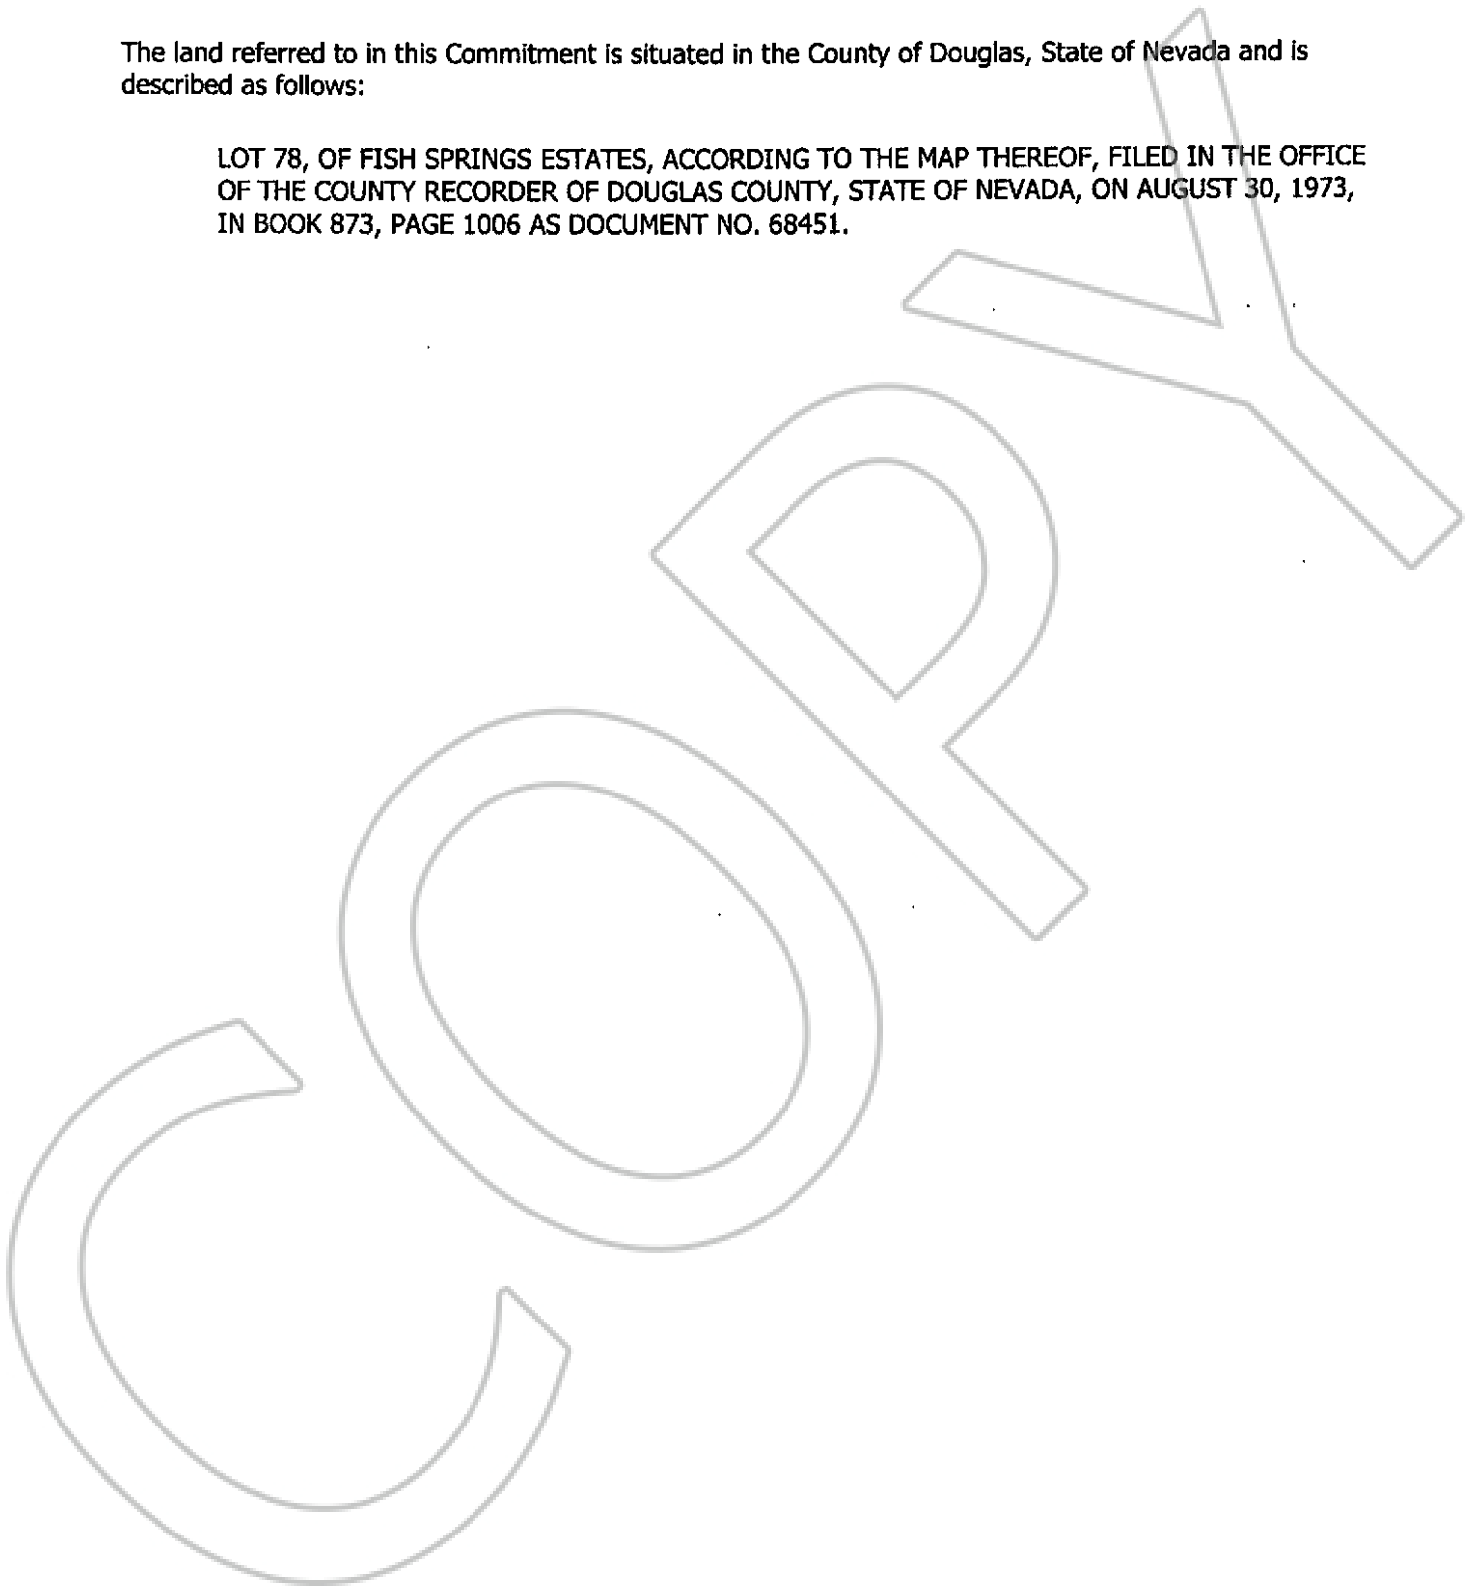 The land referred to in this Commitment is situated in the County of Douglas, State of Nevada and is
described as follows:
LOT 78, OF FISH SPRINGS ESTATES, ACCORDING TO THE MAP THEREOF, FILED IN THE OFFICE
OF THE COUNTY RECORDER OF DOUGLAS COUNTY, STATE OF NEVADA, ON AUGUST 30, 1973,
IN BOOK 873, PAGE 1006 AS DOCUMENT NO. 68451.
COPY